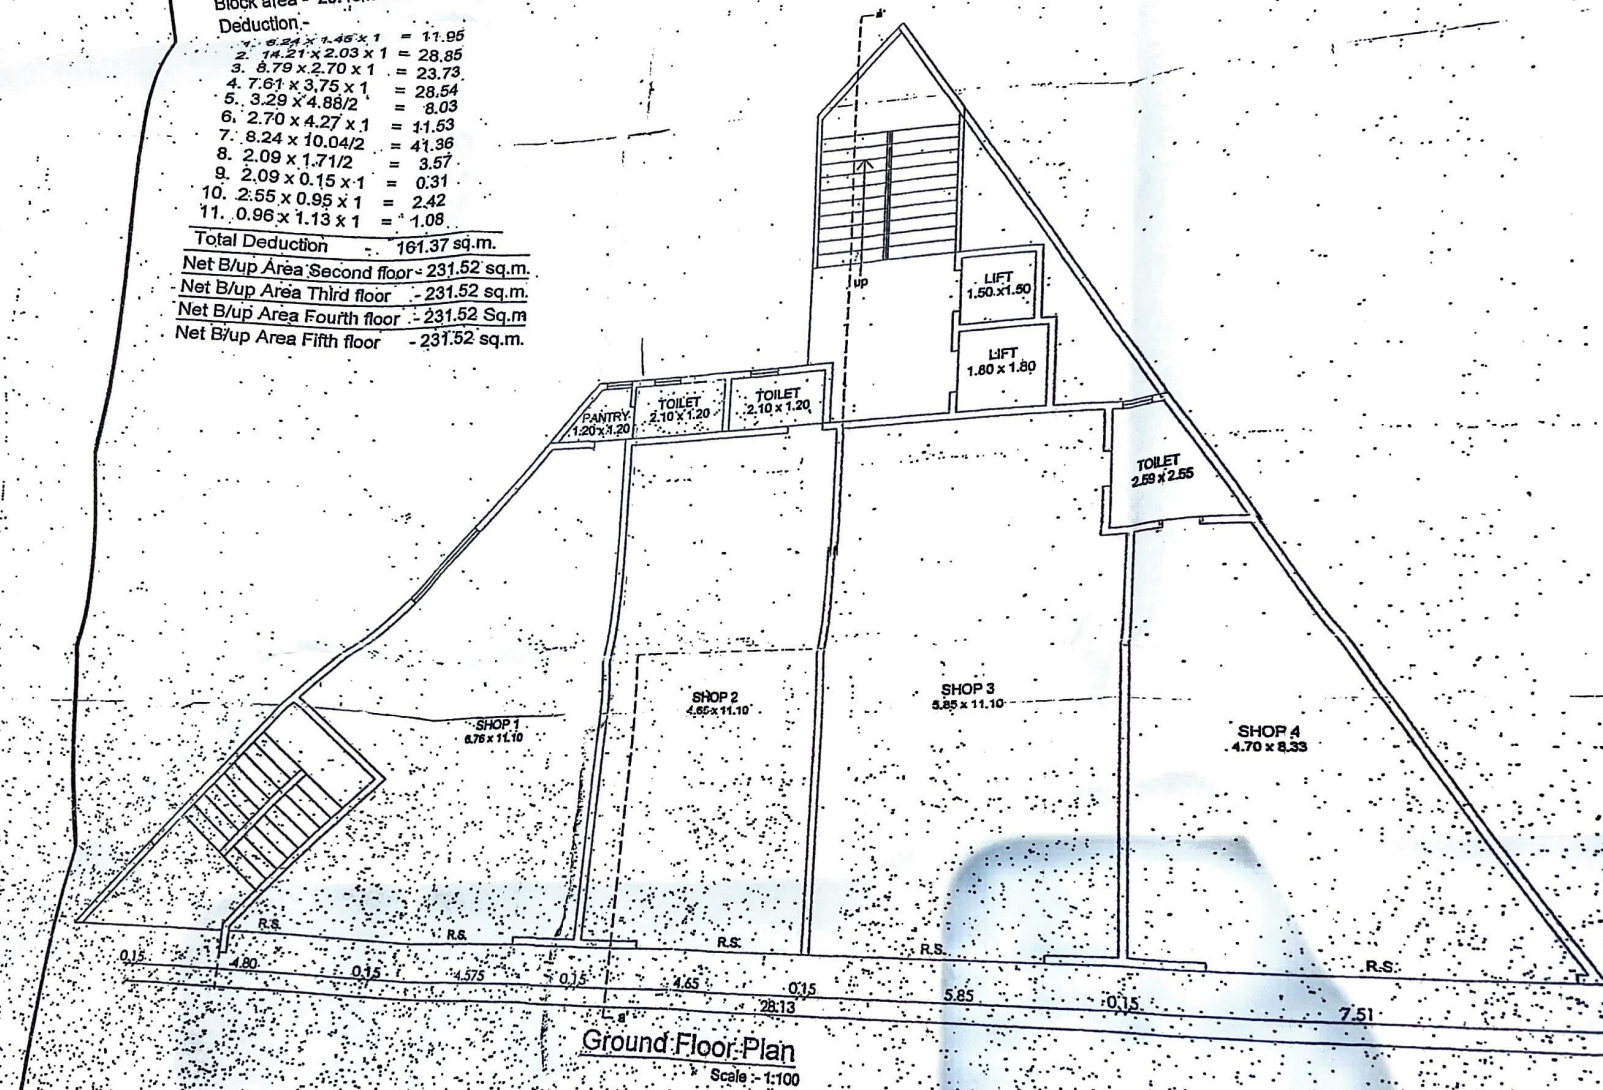 Block area -
Deduction -
1. 8.24 x 1.45 x 1 = 11.95
2. 14.21 x 2.03 x 1 = 28.85
3. 8.79 x 2.70 x 1 = 23.73
4. 7.61 x 3.75 x 1 = 28.54
5. 3.29 x 4.88/2 = 8.03
6. 2.70 x 4.27 x 1 = 11.53
7. 8.24 x 10.04/2 = 41.36
8. 2.09 x 1.71/2 = 3.57
9. 2.09 x 0.15 x 1 = 0.31
10. 2.55 x 0.95 x 1 = 2.42
11. 0.96 x 1.13 x 1 = 1.08
Total Deduction - 161.37 sq.m.
Net B/up Area Second floor - 231.52 sq.m.
Net B/up Area Third floor - 231.52 sq.m.
Net B/up Area Fourth floor - 231.52 Sq.m
Net B/up Area Fifth floor - 231.52 sq.m.
a'
up
LIFT
1.50 x 1.50
LIFT
1.80 x 1.80
PANTRY
1.20 x 1.20
TOILET
2.10 x 1.20
TOILET
2.10 x 1.20
TOILET
2.59 x 2.55
SHOP 1
6.76 x 11.10
SHOP 2
4.65 x 11.10
SHOP 3
5.85 x 11.10
SHOP 4
4.70 x 8.33
R.S. R.S. R.S. R.S. R.S.
0.15 4.80 0.15 4.575 0.15 4.65 0.15 5.85 0.15 7.51
28.13
a'
Ground Floor Plan
Scale :- 1:100